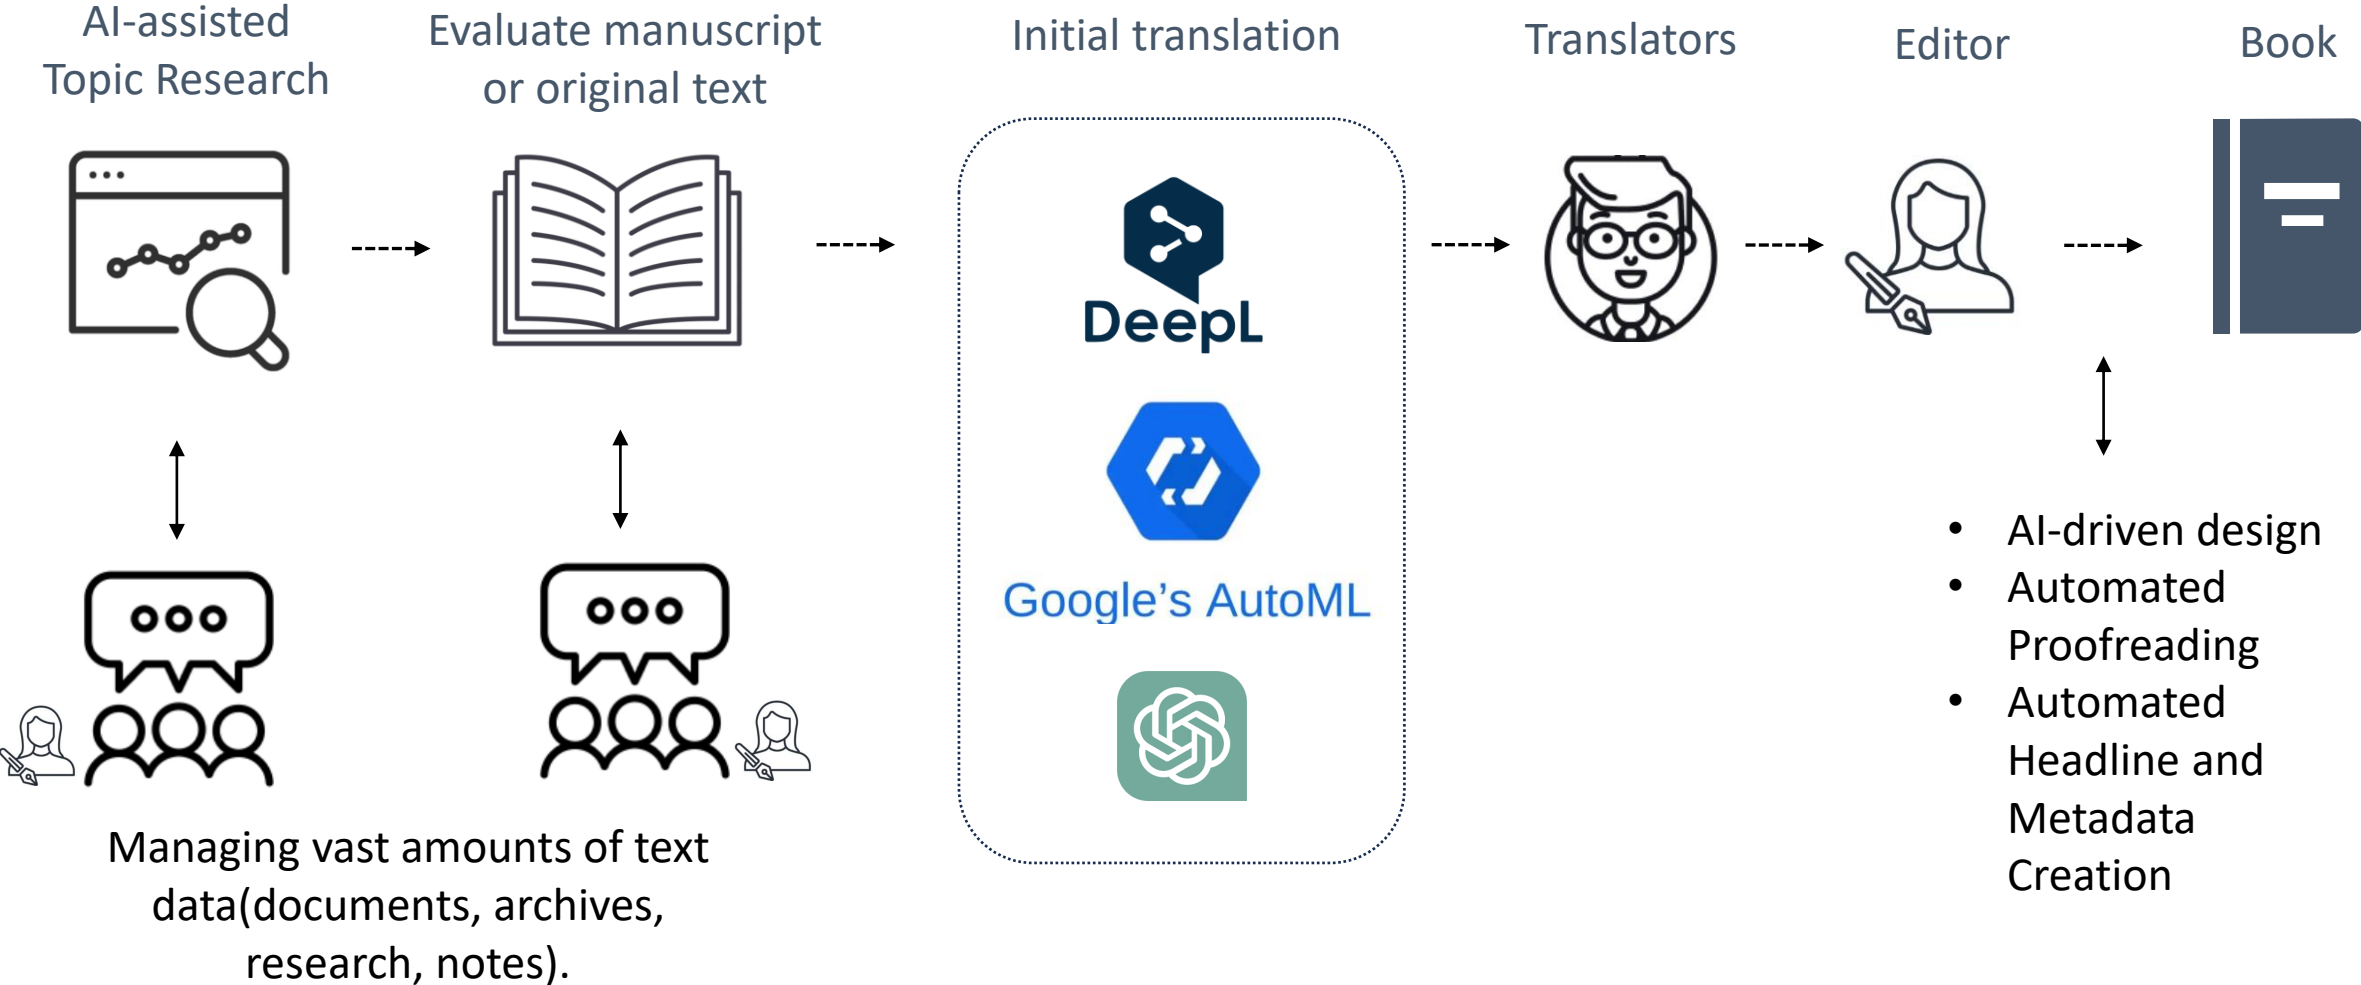 AI-assisted
Topic Research
Evaluate manuscript
or original text
Initial translation
Translators
Editor
Book
DeepL
Google's AutoML
Managing vast amounts of text
data(documents, archives,
research, notes).
• AI-driven design
• Automated
Proofreading
• Automated
Headline and
Metadata
Creation